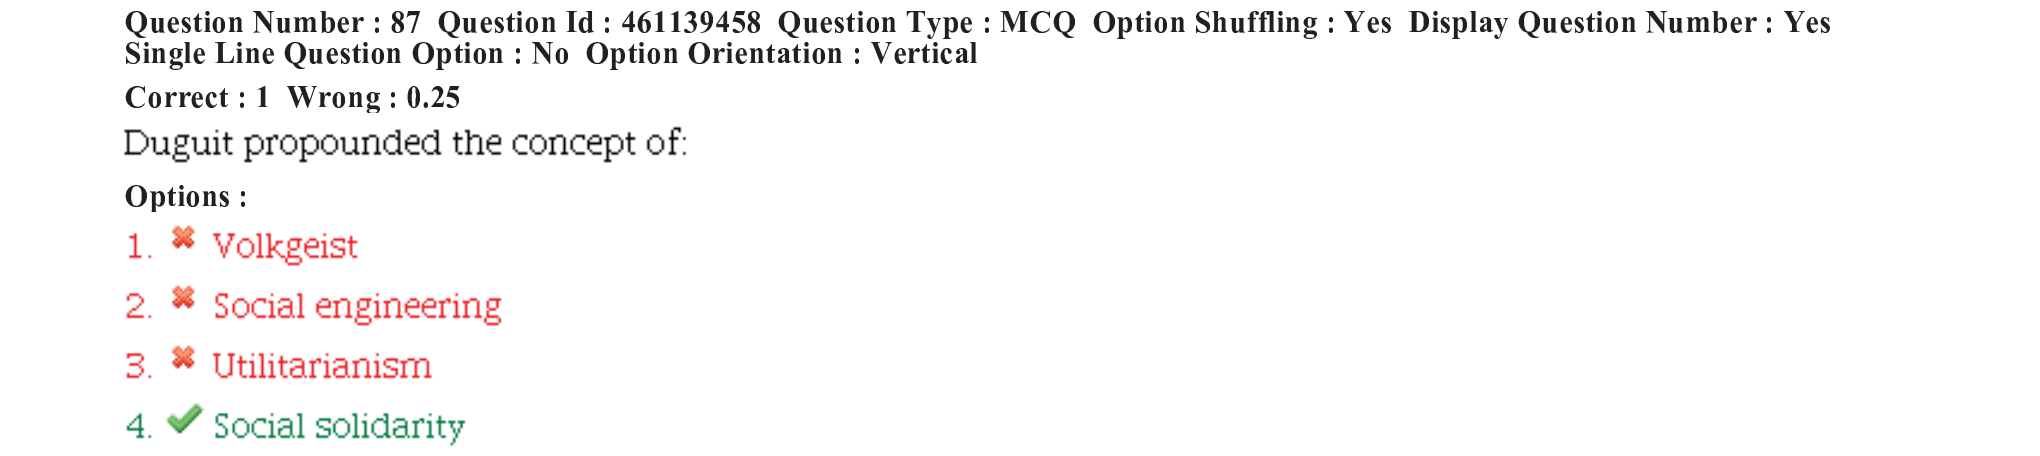 Question Number : 87 Question Id : 461139458 Question Type : MCQ Option Shuffling : Yes Display Question Number : Yes
Single Line Question Option : No Option Orientation : Vertical
Correct : 1 Wrong : 0.25
Duguit propounded the concept of:
Options :
1. Volkgeist
2. Social engineering
3. Utilitarianism
4. Social solidarity